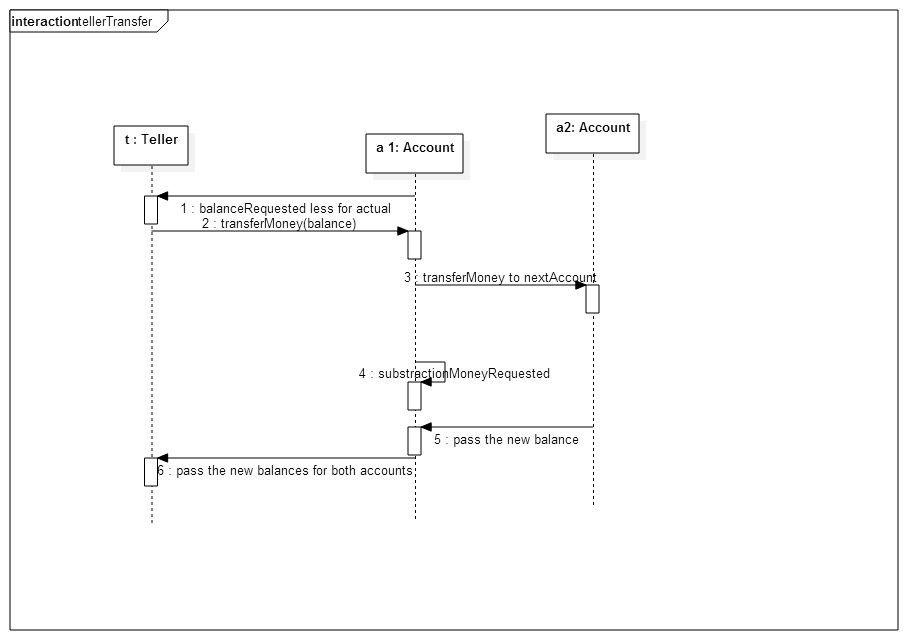 interactiontellerTransfer
a2: Account
t : Teller
a 1: Account
1 : balanceRequested less for actual
2 : transferMoney(balance)
3 : transferMoney to nextAccount
4 : substractionMoneyRequested
5 : pass the new balance
6 : pass the new balances for both accounts